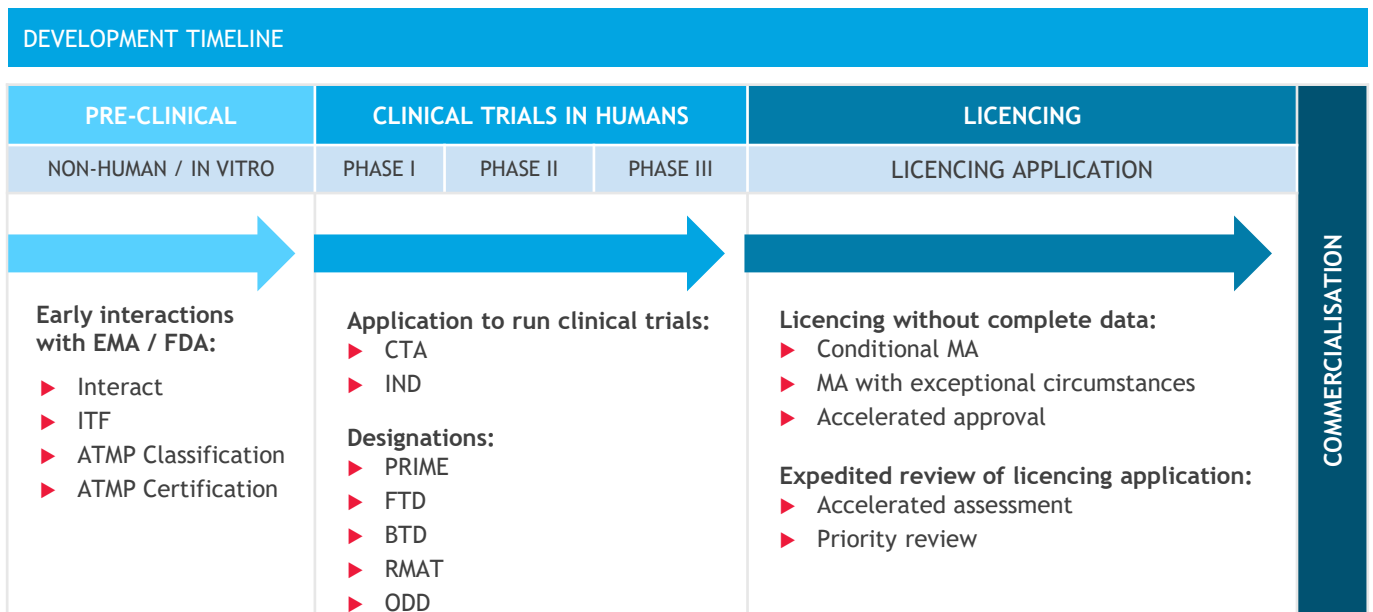 DEVELOPMENT TIMELINE
PRE-CLINICAL
CLINICAL TRIALS IN HUMANS
LICENCING
NON-HUMAN / IN VITRO
PHASE I
PHASE II
PHASE III
LICENCING APPLICATION
Early interactions
with EMA / FDA:
Interact
ITF
ATMP Classification
ATMP Certification
Application to run clinical trials:
CTA
IND
Designations:
PRIME
FTD
BTD
RMAT
ODD
Licencing without complete data:
Conditional MA
MA with exceptional circumstances
Accelerated approval
Expedited review of licencing application:
Accelerated assessment
Priority review
COMMERCIALISATION